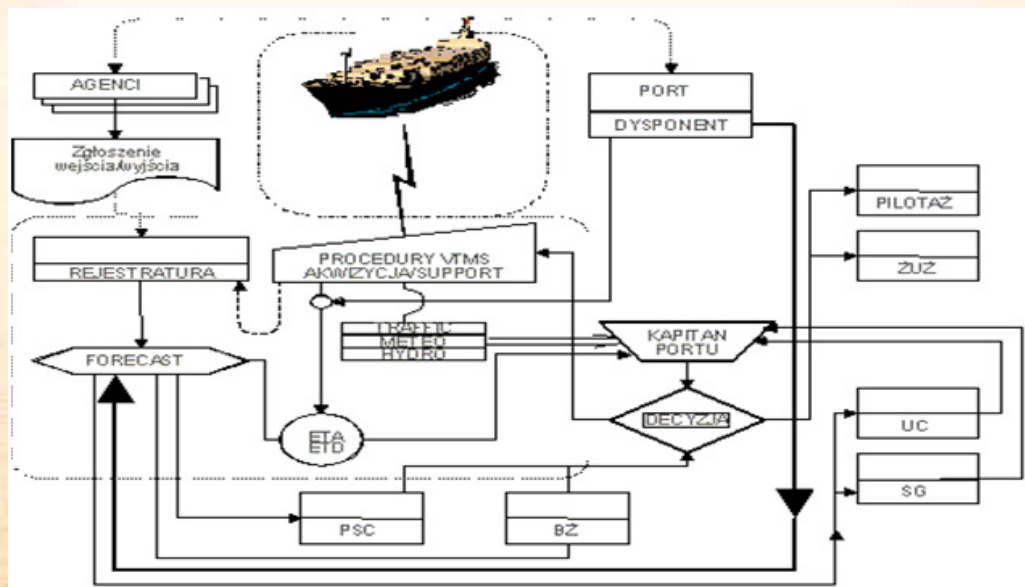 AGENCI
Zgłoszenie
wejścia/wyjścia
PORT
DYSPONENT
PILOTAŻ
ŻUŻ
REJESTRATURA
PROCEDURY VTMS
AKWIZYCJA/SUPPORT
TRAFFIC
METEO
HYDRO
KAPITAN
PORTU
FORECAST
DECYZJA
ETA
ETD
UC
SG
PSC
BŻ